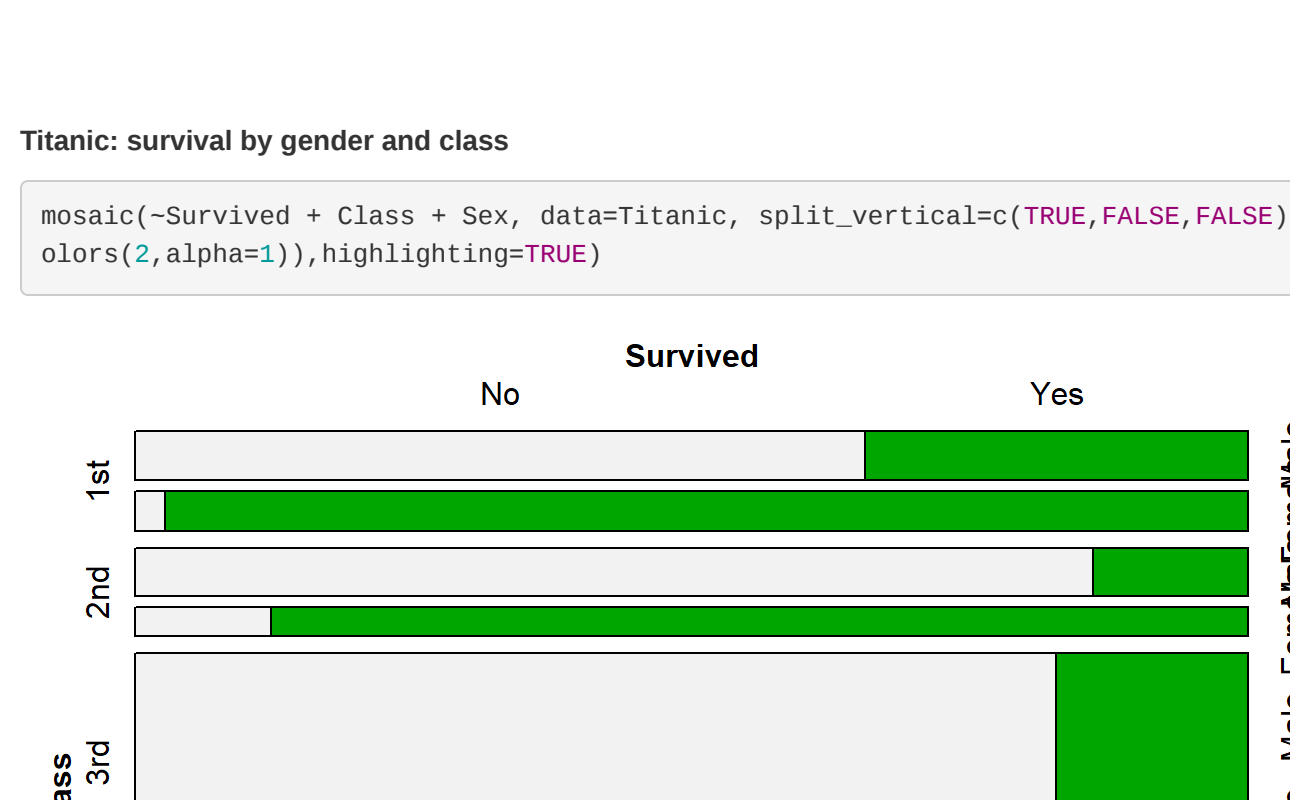 Titanic: survival by gender and class
mosaic(~Survived + Class + Sex, data=Titanic, split_vertical=c(TRUE,FALSE,FALSE)
olors(2,alpha=1)),highlighting=TRUE)
Survived
No Yes
1st
2nd
3rd